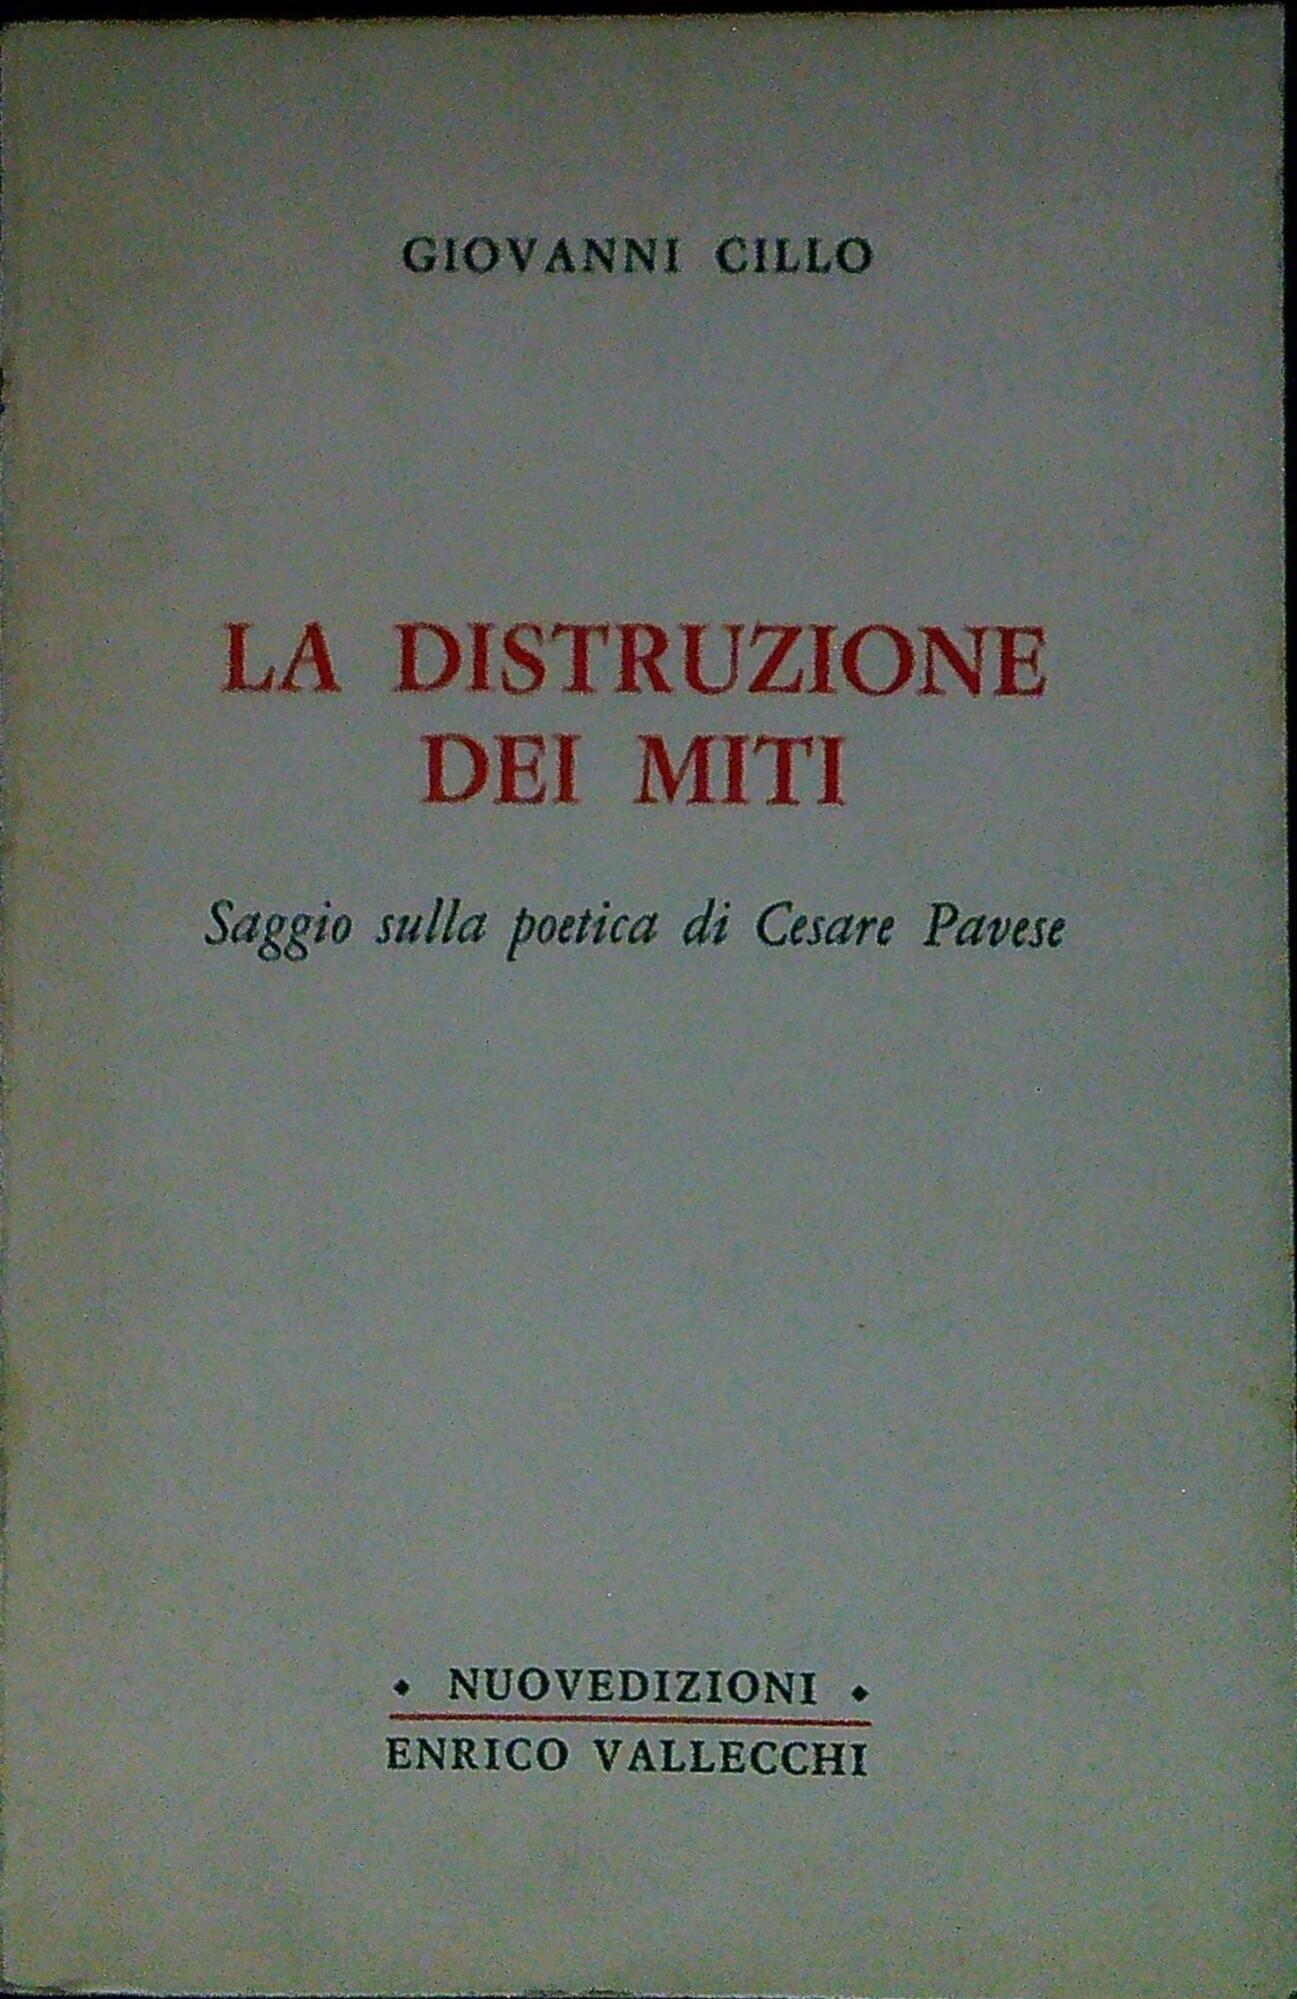 GIOVANNI CILLO
LA DISTRUZIONE
DEI MITI
Saggio sulla poetica di Cesare Pavese
• NUOVEDIZIONI •
ENRICO VALLECCHI